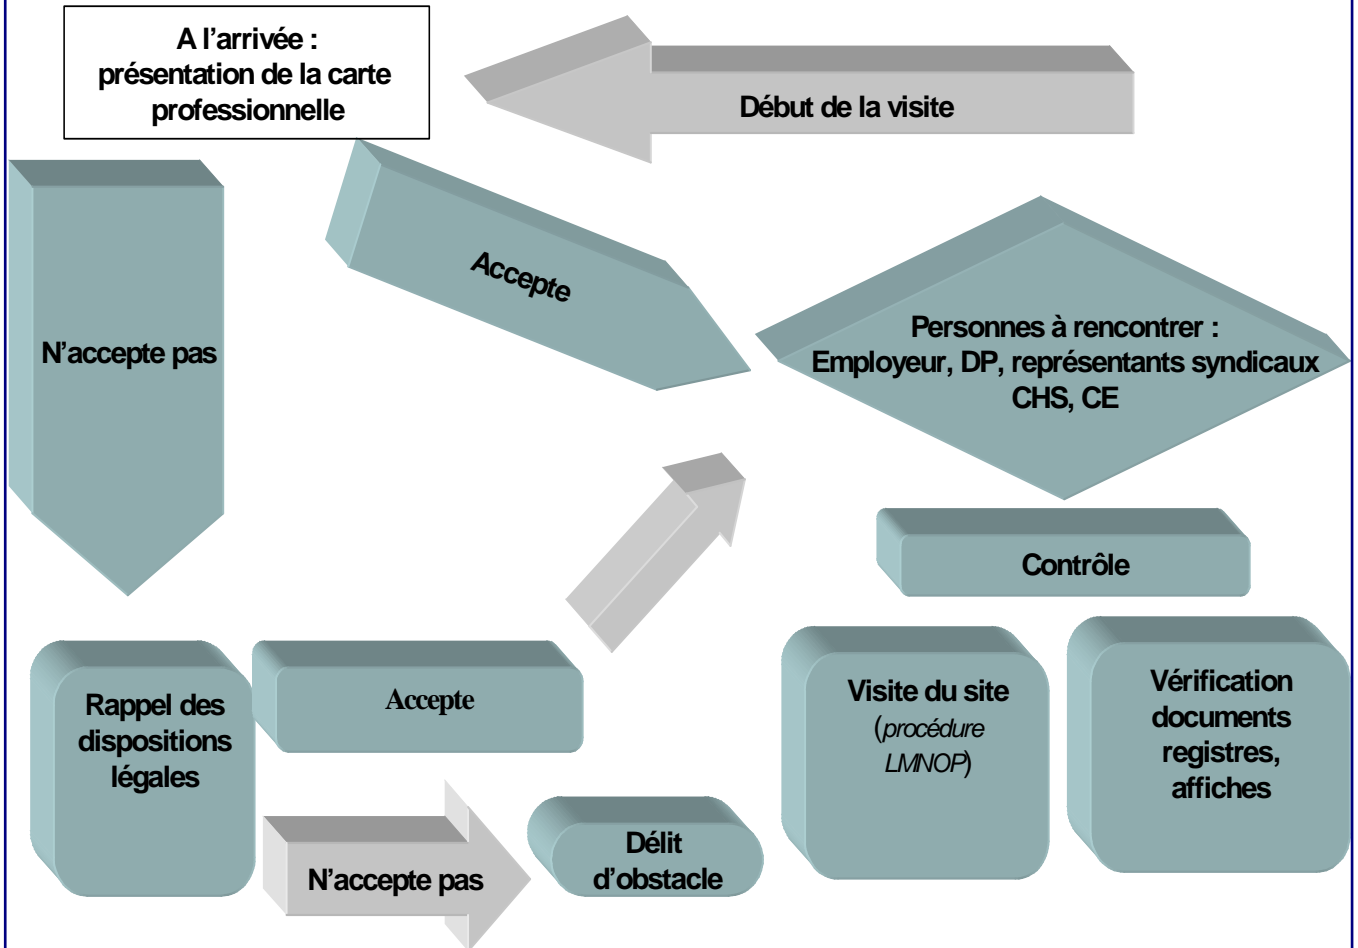 A l’arrivée :
présentation de la carte
professionnelle
Début de la visite
Accepte
N’accepte pas
Personnes à rencontrer :
Employeur, DP, représentants syndicaux
CHS, CE
Contrôle
Rappel des
dispositions
légales
Accepte
Visite du site
(procédure
LMNOP)
Vérification
documents
registres,
affiches
N’accepte pas
Délit
d’obstacle